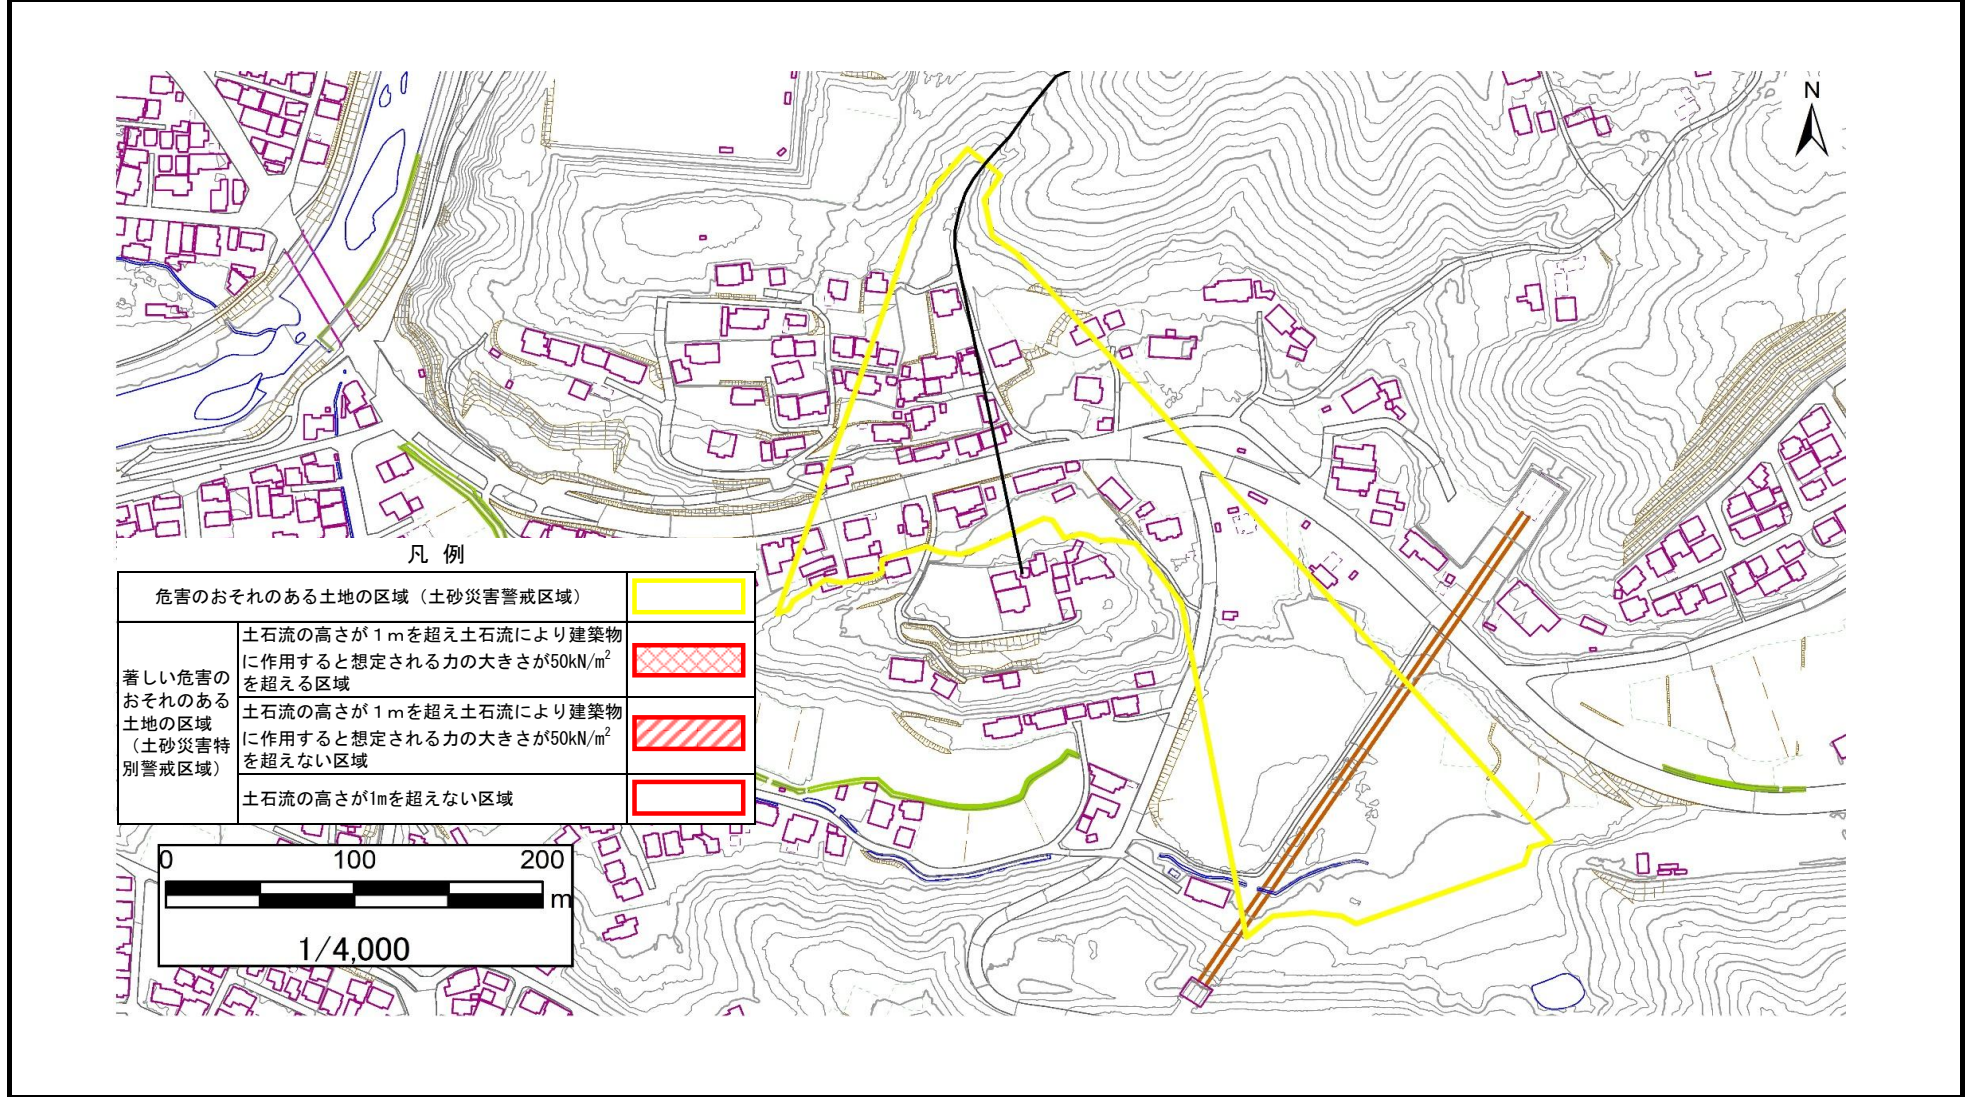 N
凡 例
危害のおそれのある土地の区域（土砂災害警戒区域）
著しい危害の
おそれのある
土地の区域
（土砂災害特
別警戒区域）
土石流の高さが１ｍを超え土石流により建築物
に作用すると想定される力の大きさが50kN/m²
を超える区域
土石流の高さが１ｍを超え土石流により建築物
に作用すると想定される力の大きさが50kN/m²
を超えない区域
土石流の高さが1mを超えない区域
0 100 200
m
1/4,000